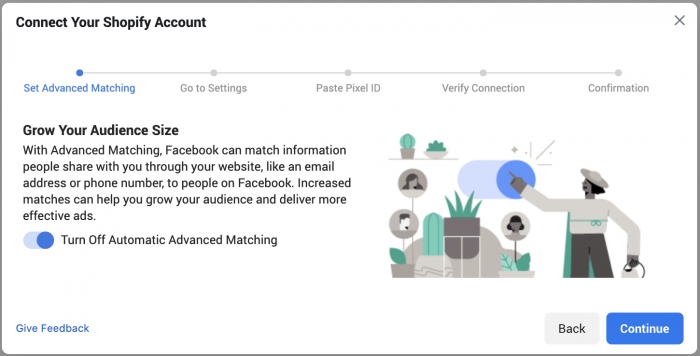 Connect Your Shopify Account
Set Advanced Matching
Go to Settings
Paste Pixel ID
Verify Connection
Confirmation
Grow Your Audience Size
With Advanced Matching, Facebook can match information
people share with you through your website, like an email
address or phone number, to people on Facebook. Increased
matches can help you grow your audience and deliver more
effective ads.
Turn Off Automatic Advanced Matching
Give Feedback
Back
Continue